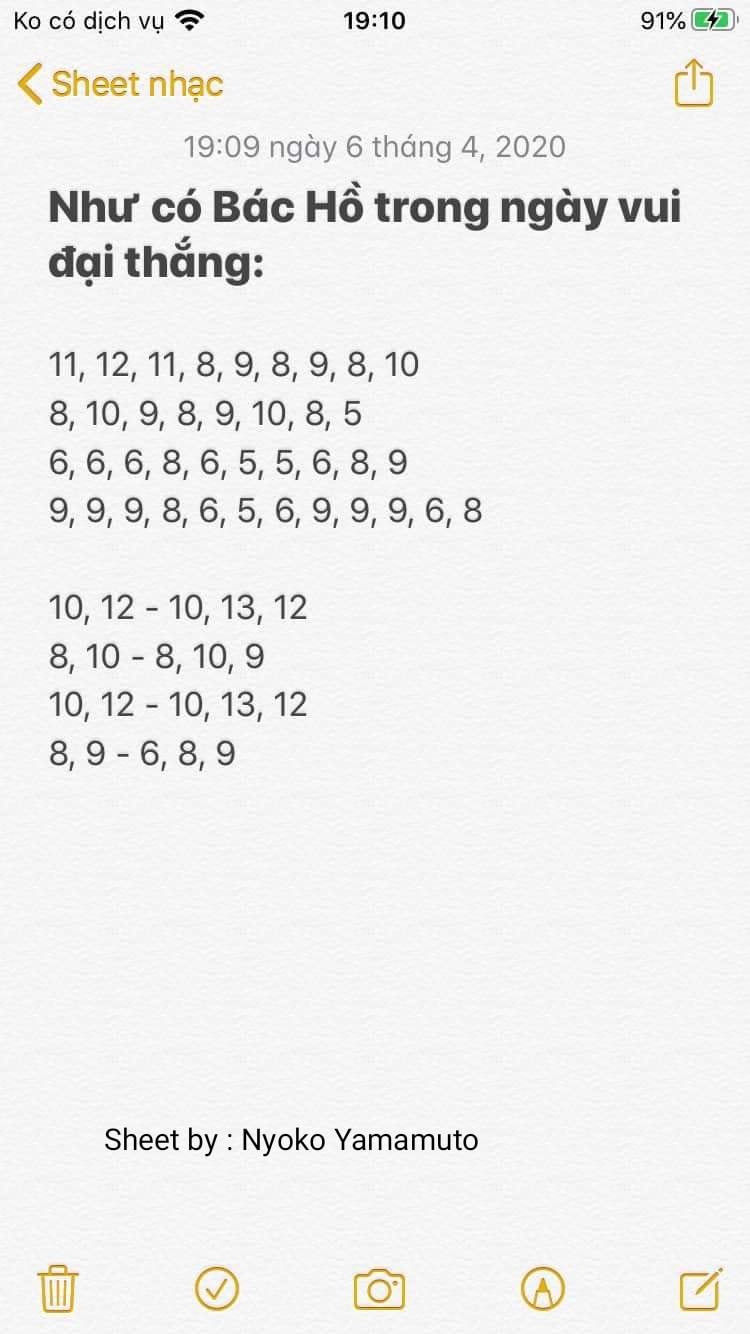 Ko có dịch vụ 19:10 91%
Sheet nhạc
19:09 ngày 6 tháng 4, 2020
Như có Bác Hồ trong ngày vui
đại thắng:
11, 12, 11, 8, 9, 8, 9, 8, 10
8, 10, 9, 8, 9, 10, 8, 5
6, 6, 6, 8, 6, 5, 5, 6, 8, 9
9, 9, 9, 8, 6, 5, 6, 9, 9, 9, 6, 8
10, 12 - 10, 13, 12
8, 10 - 8, 10, 9
10, 12 - 10, 13, 12
8, 9 - 6, 8, 9
Sheet by : Nyoko Yamamuto